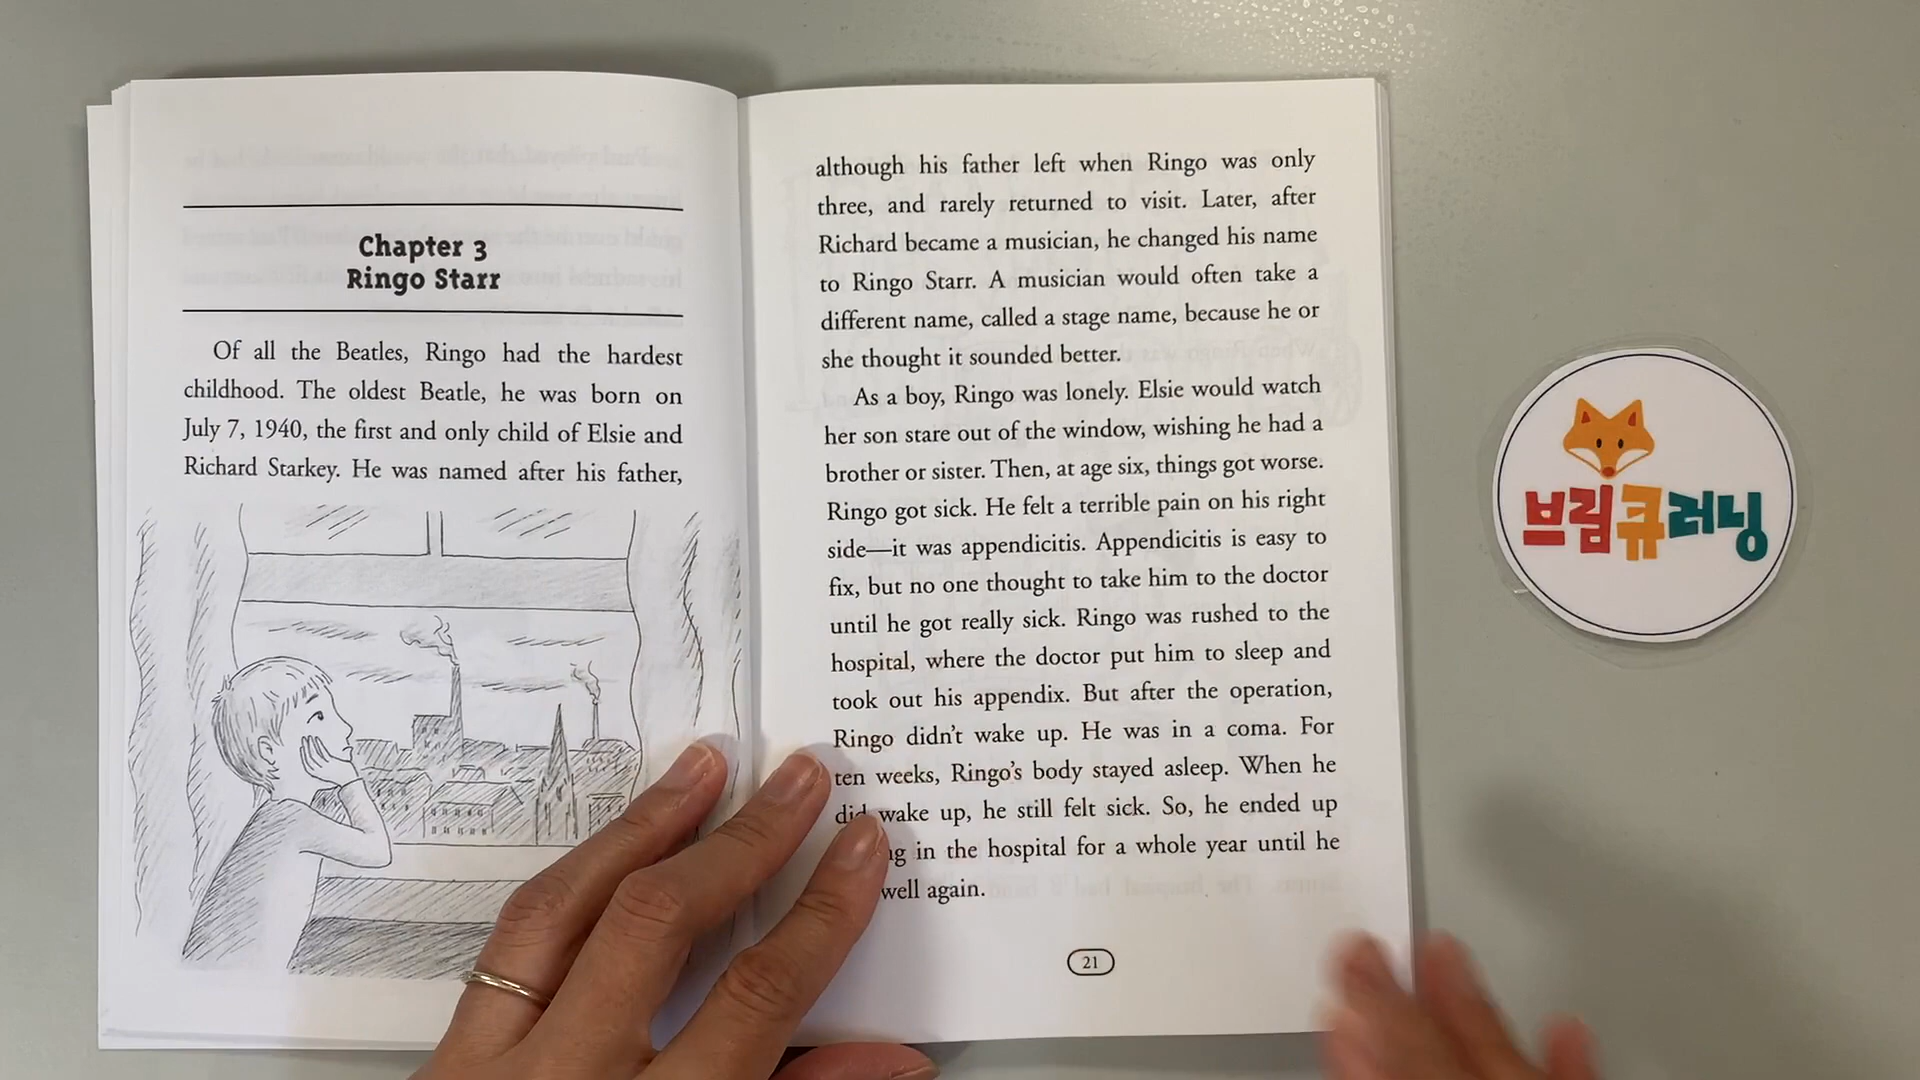 Chapter 3
Ringo Starr
Of all the Beatles, Ringo had the hardest
childhood. The oldest Beatle, he was born on
July 7, 1940, the first and only child of Elsie and
Richard Starkey. He was named after his father,
although his father left when Ringo was only
three, and rarely returned to visit. Later, after
Richard became a musician, he changed his name
to Ringo Starr. A musician would often take a
different name, called a stage name, because he or
she thought it sounded better.
As a boy, Ringo was lonely. Elsie would watch
her son stare out of the window, wishing he had a
brother or sister. Then, at age six, things got worse.
Ringo got sick. He felt a terrible pain on his right
side—it was appendicitis. Appendicitis is easy to
fix, but no one thought to take him to the doctor
until he got really sick. Ringo was rushed to the
hospital, where the doctor put him to sleep and
took out his appendix. But after the operation,
Ringo didn't wake up. He was in a coma. For
ten weeks, Ringo's body stayed asleep. When he
did wake up, he still felt sick. So, he ended up
in the hospital for a whole year until he
well again.
21
브림큐러닝